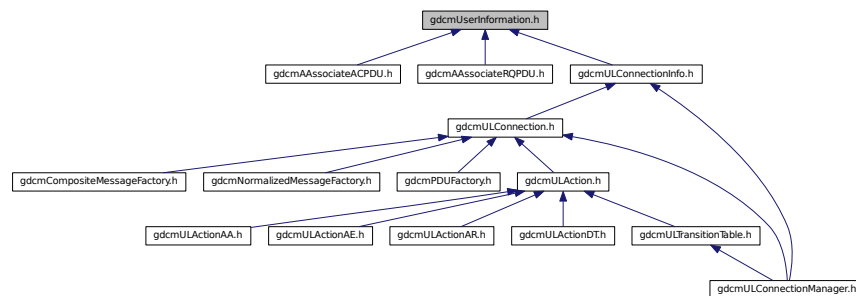 gdcmUserInformation.h
gdcmAAssociateACPDU.h
gdcmAAssociateRQPDU.h
gdcmULConnectionInfo.h
gdcmULConnection.h
gdcmCompositeMessageFactory.h
gdcmNormalizedMessageFactory.h
gdcmPDUFactory.h
gdcmULAction.h
gdcmULActionAA.h
gdcmULActionAE.h
gdcmULActionAR.h
gdcmULActionDT.h
gdcmULTransitionTable.h
gdcmULConnectionManager.h